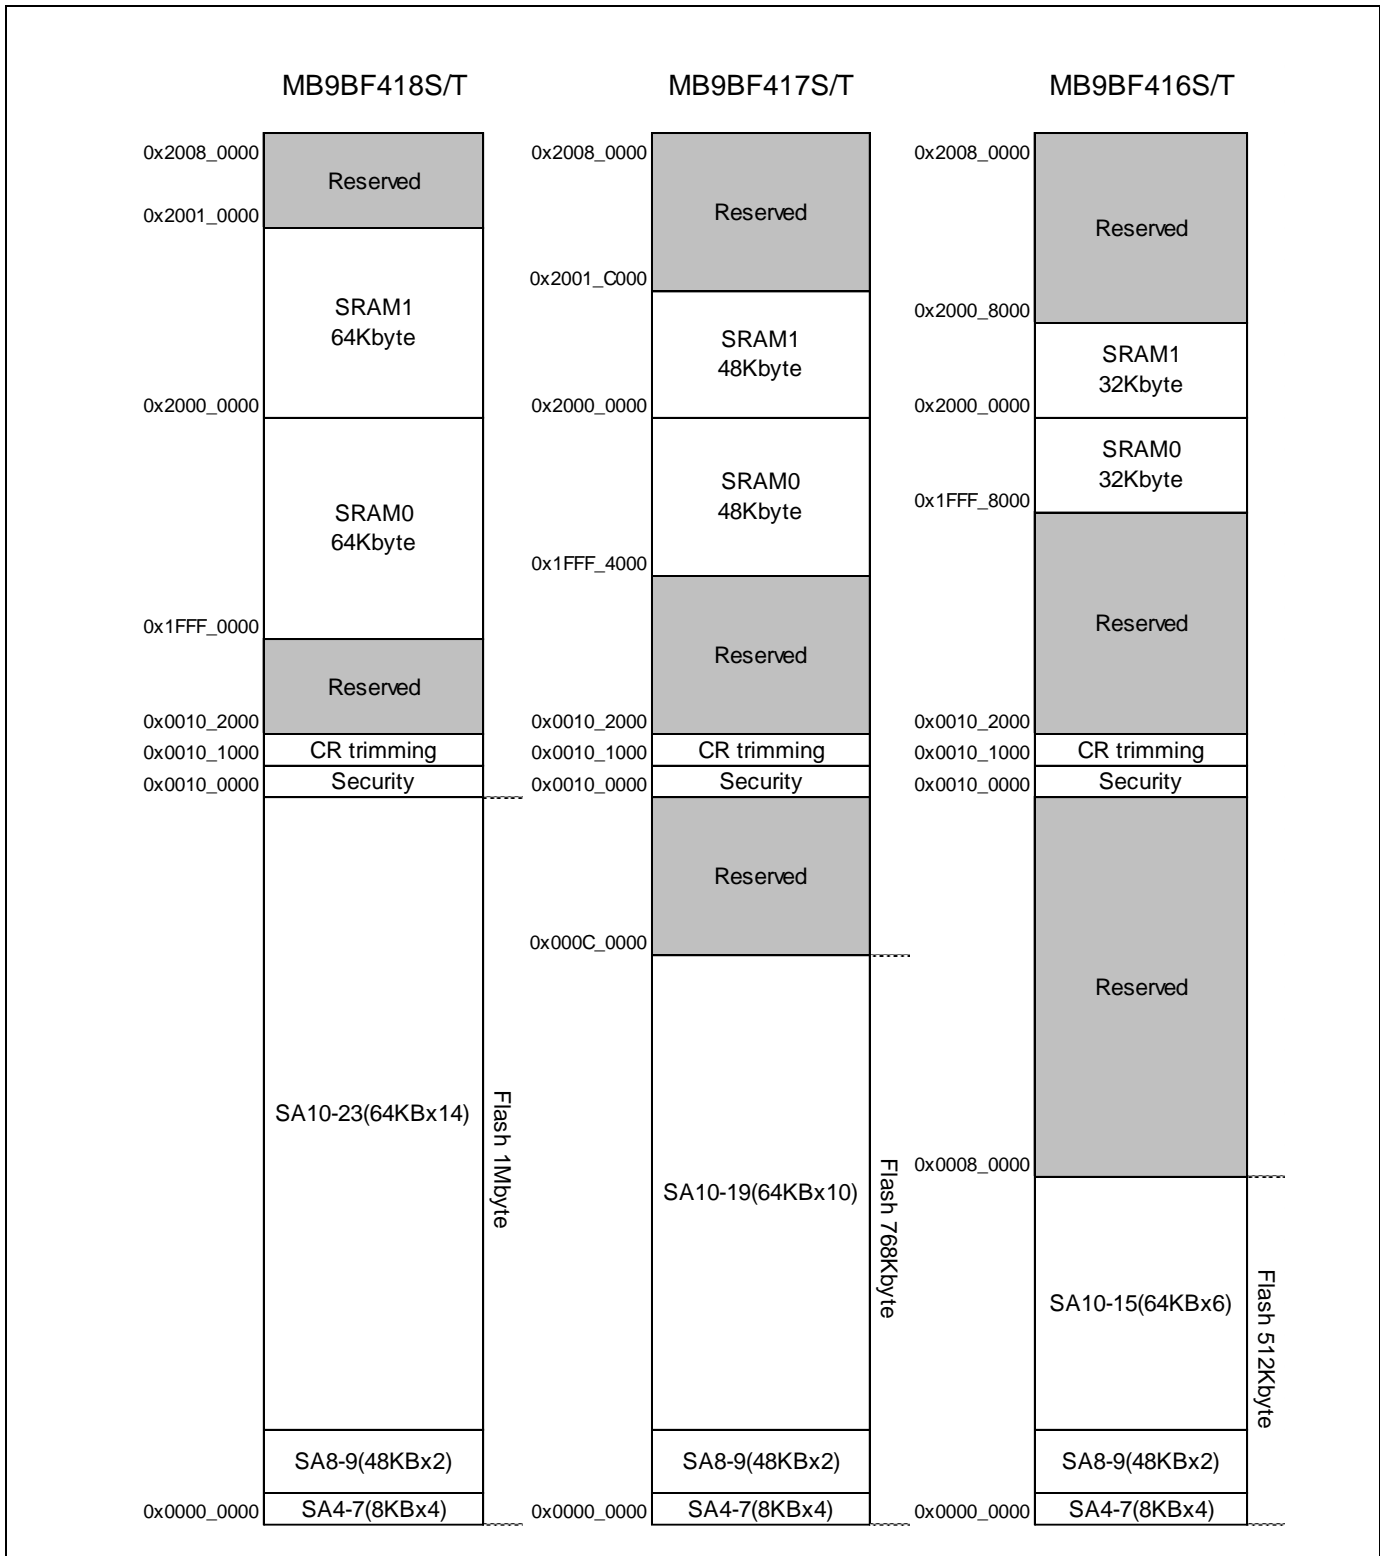 MB9BF418S/T
0x2008_0000
Reserved
0x2001_0000
SRAM1
64Kbyte
0x2000_0000
SRAM0
64Kbyte
0x1FFF_0000
Reserved
0x0010_2000
CR trimming
0x0010_1000
Security
0x0010_0000
SA10-23(64KBx14)
Flash 1Mbyte
SA8-9(48KBx2)
SA4-7(8KBx4)
0x0000_0000
MB9BF417S/T
0x2008_0000
Reserved
0x2001_C000
SRAM1
48Kbyte
0x2000_0000
SRAM0
48Kbyte
0x1FFF_4000
Reserved
0x0010_2000
CR trimming
0x0010_1000
Security
0x0010_0000
Reserved
0x000C_0000
SA10-19(64KBx10)
Flash 768Kbyte
SA8-9(48KBx2)
SA4-7(8KBx4)
0x0000_0000
MB9BF416S/T
0x2008_0000
Reserved
0x2000_8000
SRAM1
32Kbyte
0x2000_0000
SRAM0
32Kbyte
0x1FFF_8000
Reserved
0x0010_2000
CR trimming
0x0010_1000
Security
0x0010_0000
Reserved
0x0008_0000
SA10-15(64KBx6)
Flash 512Kbyte
SA8-9(48KBx2)
SA4-7(8KBx4)
0x0000_0000